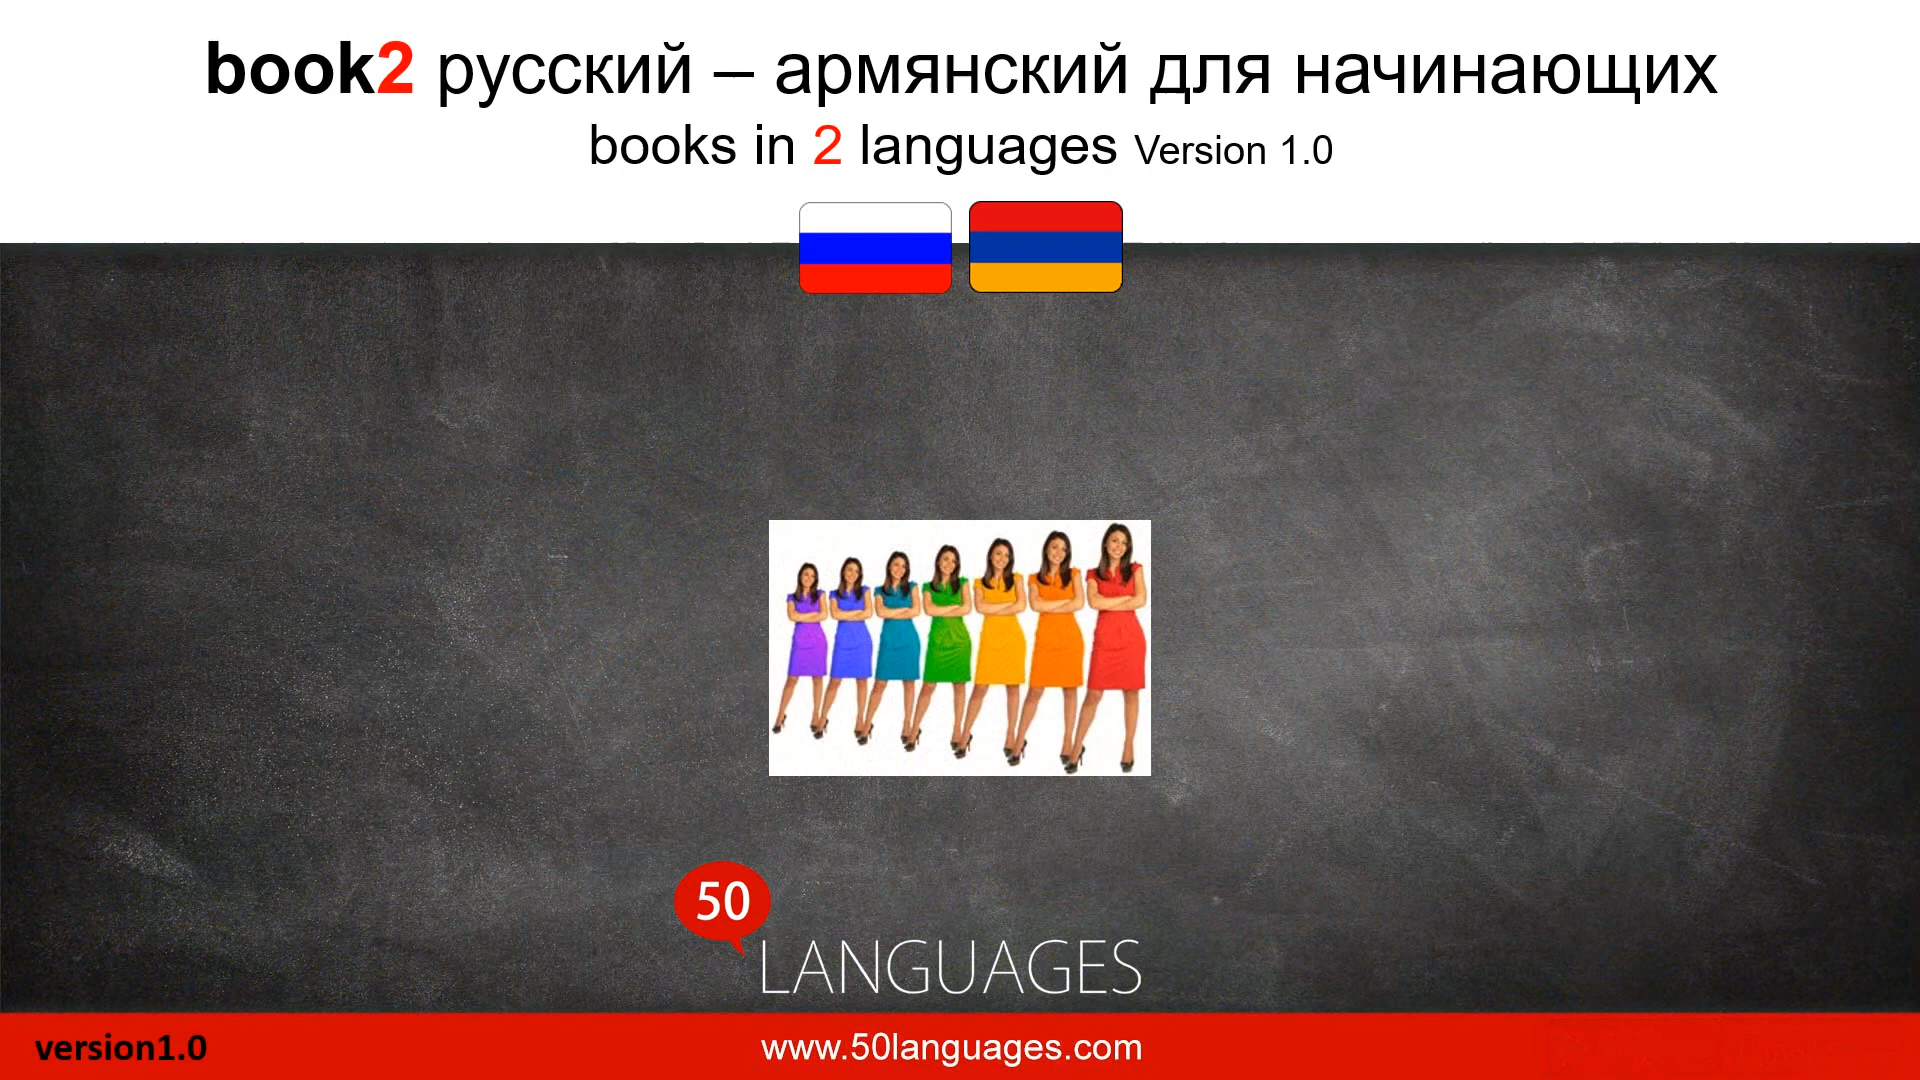 book2 русский – армянский для начинающих
books in 2 languages Version 1.0
50
LANGUAGES
version1.0
www.50languages.com